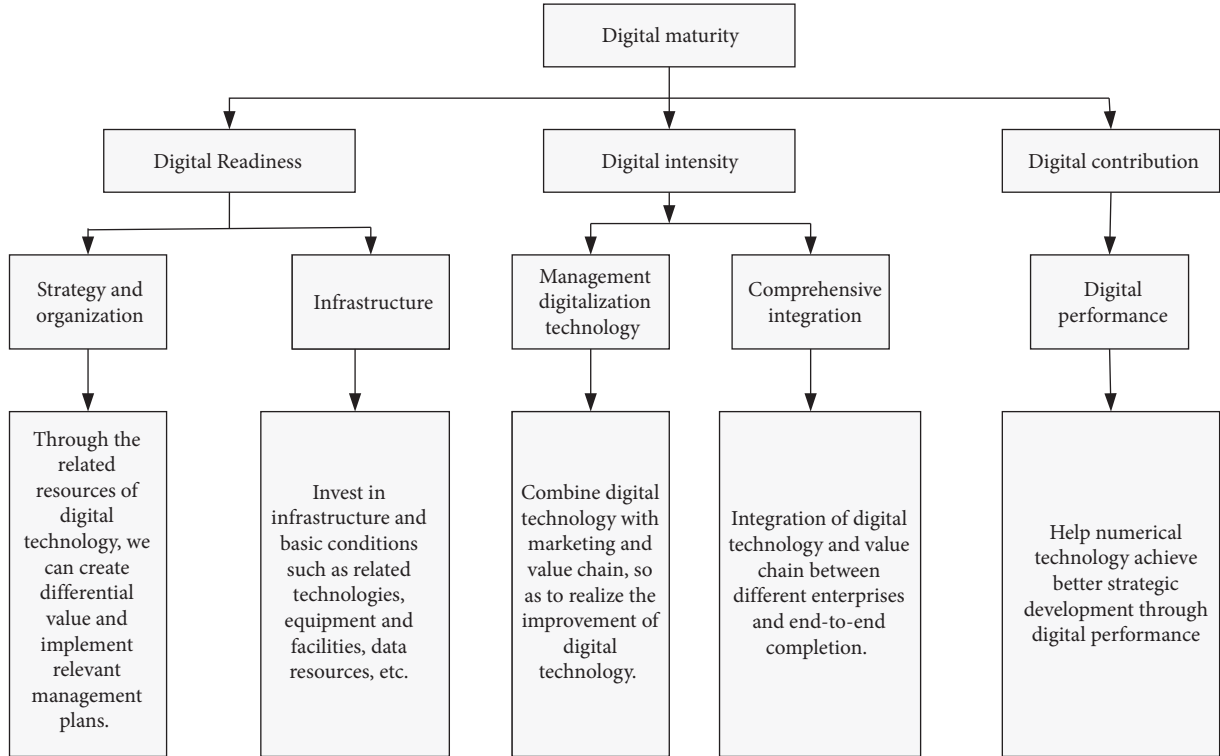 Digital maturity
Digital Readiness
Digital intensity
Digital contribution
Strategy and
organization
Infrastructure
Management
digitalization
technology
Comprehensive
integration
Digital
performance
Through the
related
resources of
digital
technology, we
can create
differential
value and
implement
relevant
management
plans.
Invest in
infrastructure and
basic conditions
such as related
technologies,
equipment and
facilities, data
resources, etc.
Combine digital
technology with
marketing and
value chain, so
as to realize the
improvement of
digital
technology.
Integration of digital
technology and value
chain between
different enterprises
and end-to-end
completion.
Help numerical
technology achieve
better strategic
development through
digital performance